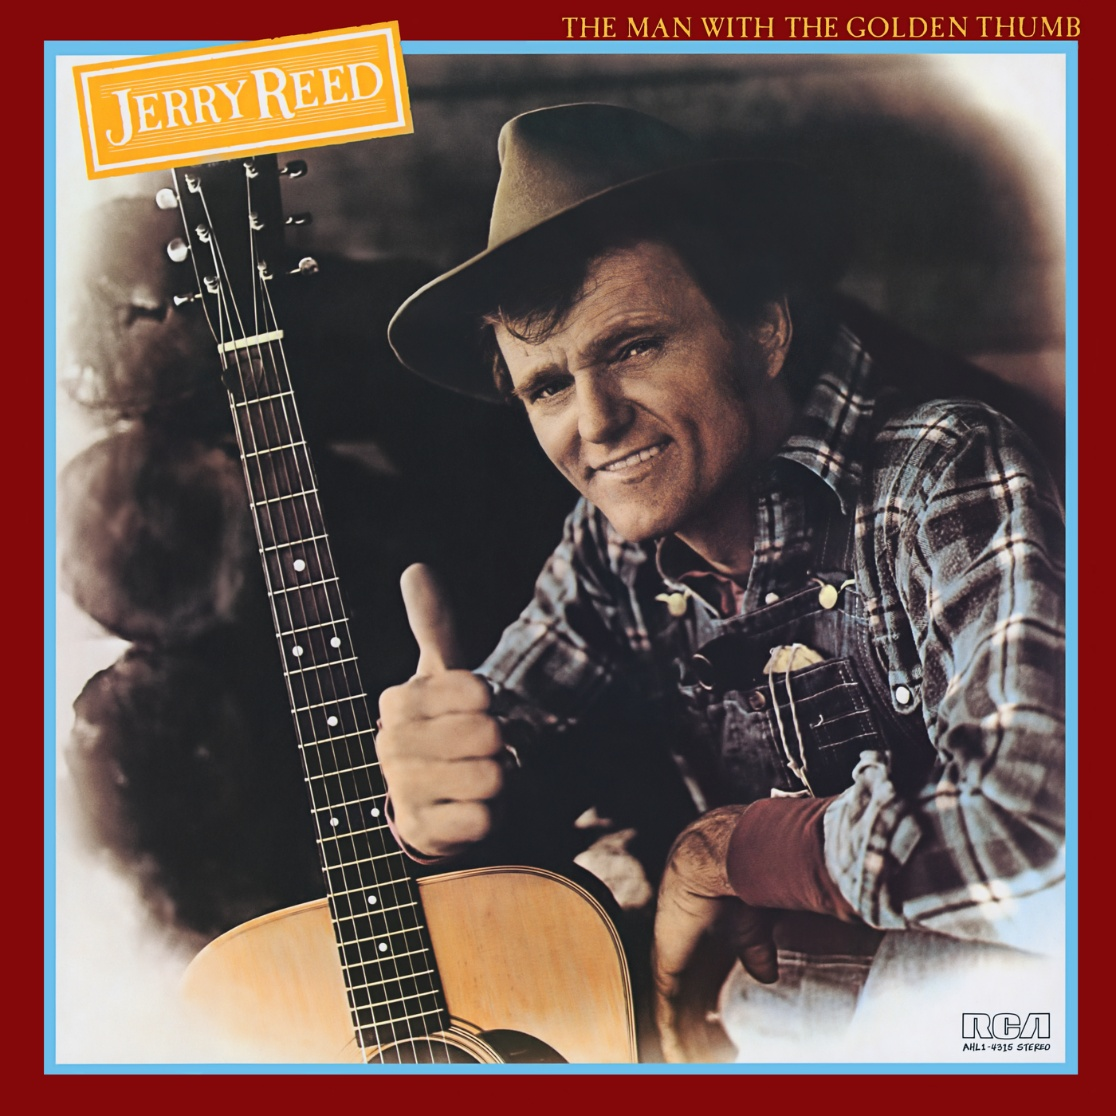 THE MAN WITH THE GOLDEN THUMB
JERRY REED
RCA
AHL1-4315 STEREO